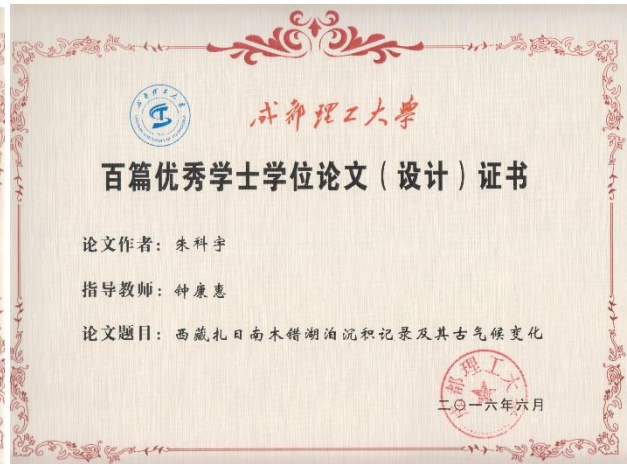 成都理工大学
百篇优秀学士学位论文（设计）证书
论文作者：朱科宇
指导教师：钟康惠
论文题目：西藏扎日南木错湖泊沉积记录及其古气候变化
二〇一六年六月